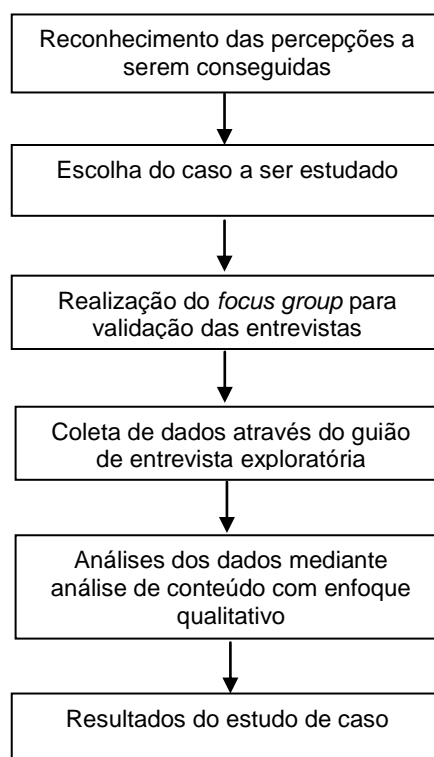 Reconhecimento das percepções a
serem conseguidas
Escolha do caso a ser estudado
Realização do focus group para
validação das entrevistas
Coleta de dados através do guião
de entrevista exploratória
Análises dos dados mediante
análise de conteúdo com enfoque
qualitativo
Resultados do estudo de caso